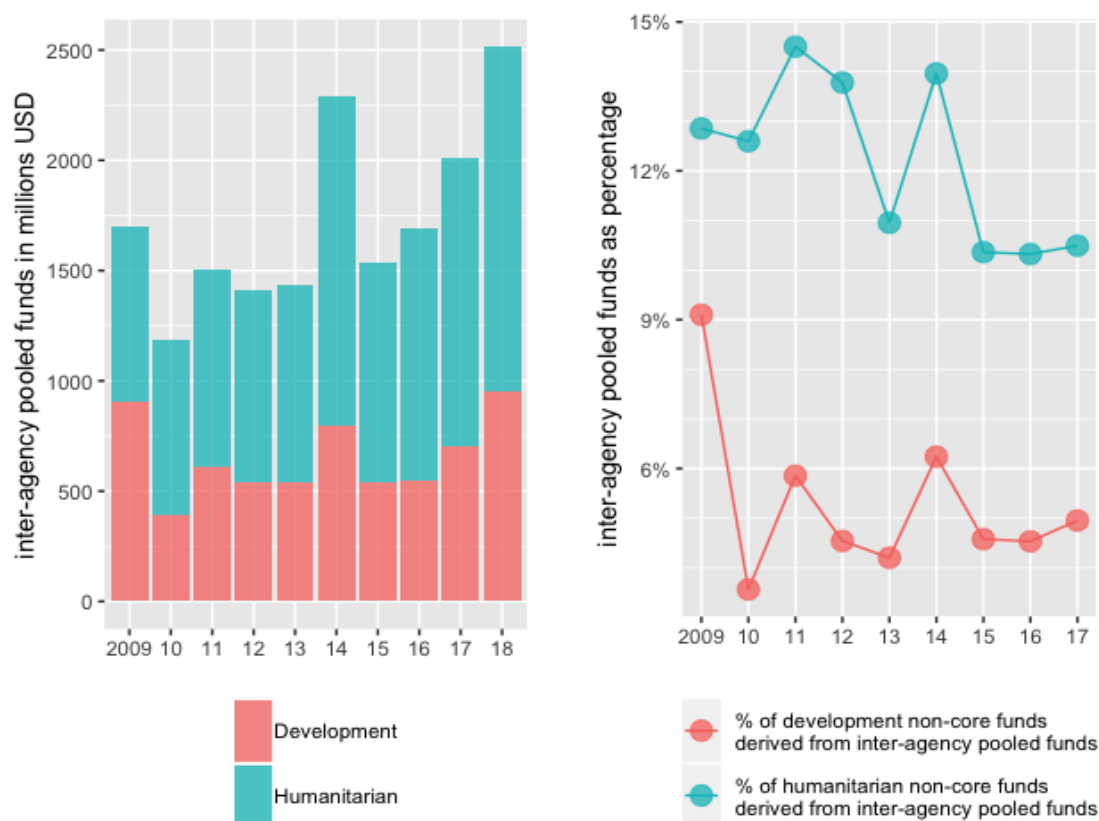 inter-agency pooled funds in millions USD
2500
2000
1500
1000
500
0
2009 10 11 12 13 14 15 16 17 18
Development
Humanitarian
inter-agency pooled funds as percentage
15%
12%
9%
6%
2009 10 11 12 13 14 15 16 17
% of development non-core funds
derived from inter-agency pooled funds
% of humanitarian non-core funds
derived from inter-agency pooled funds